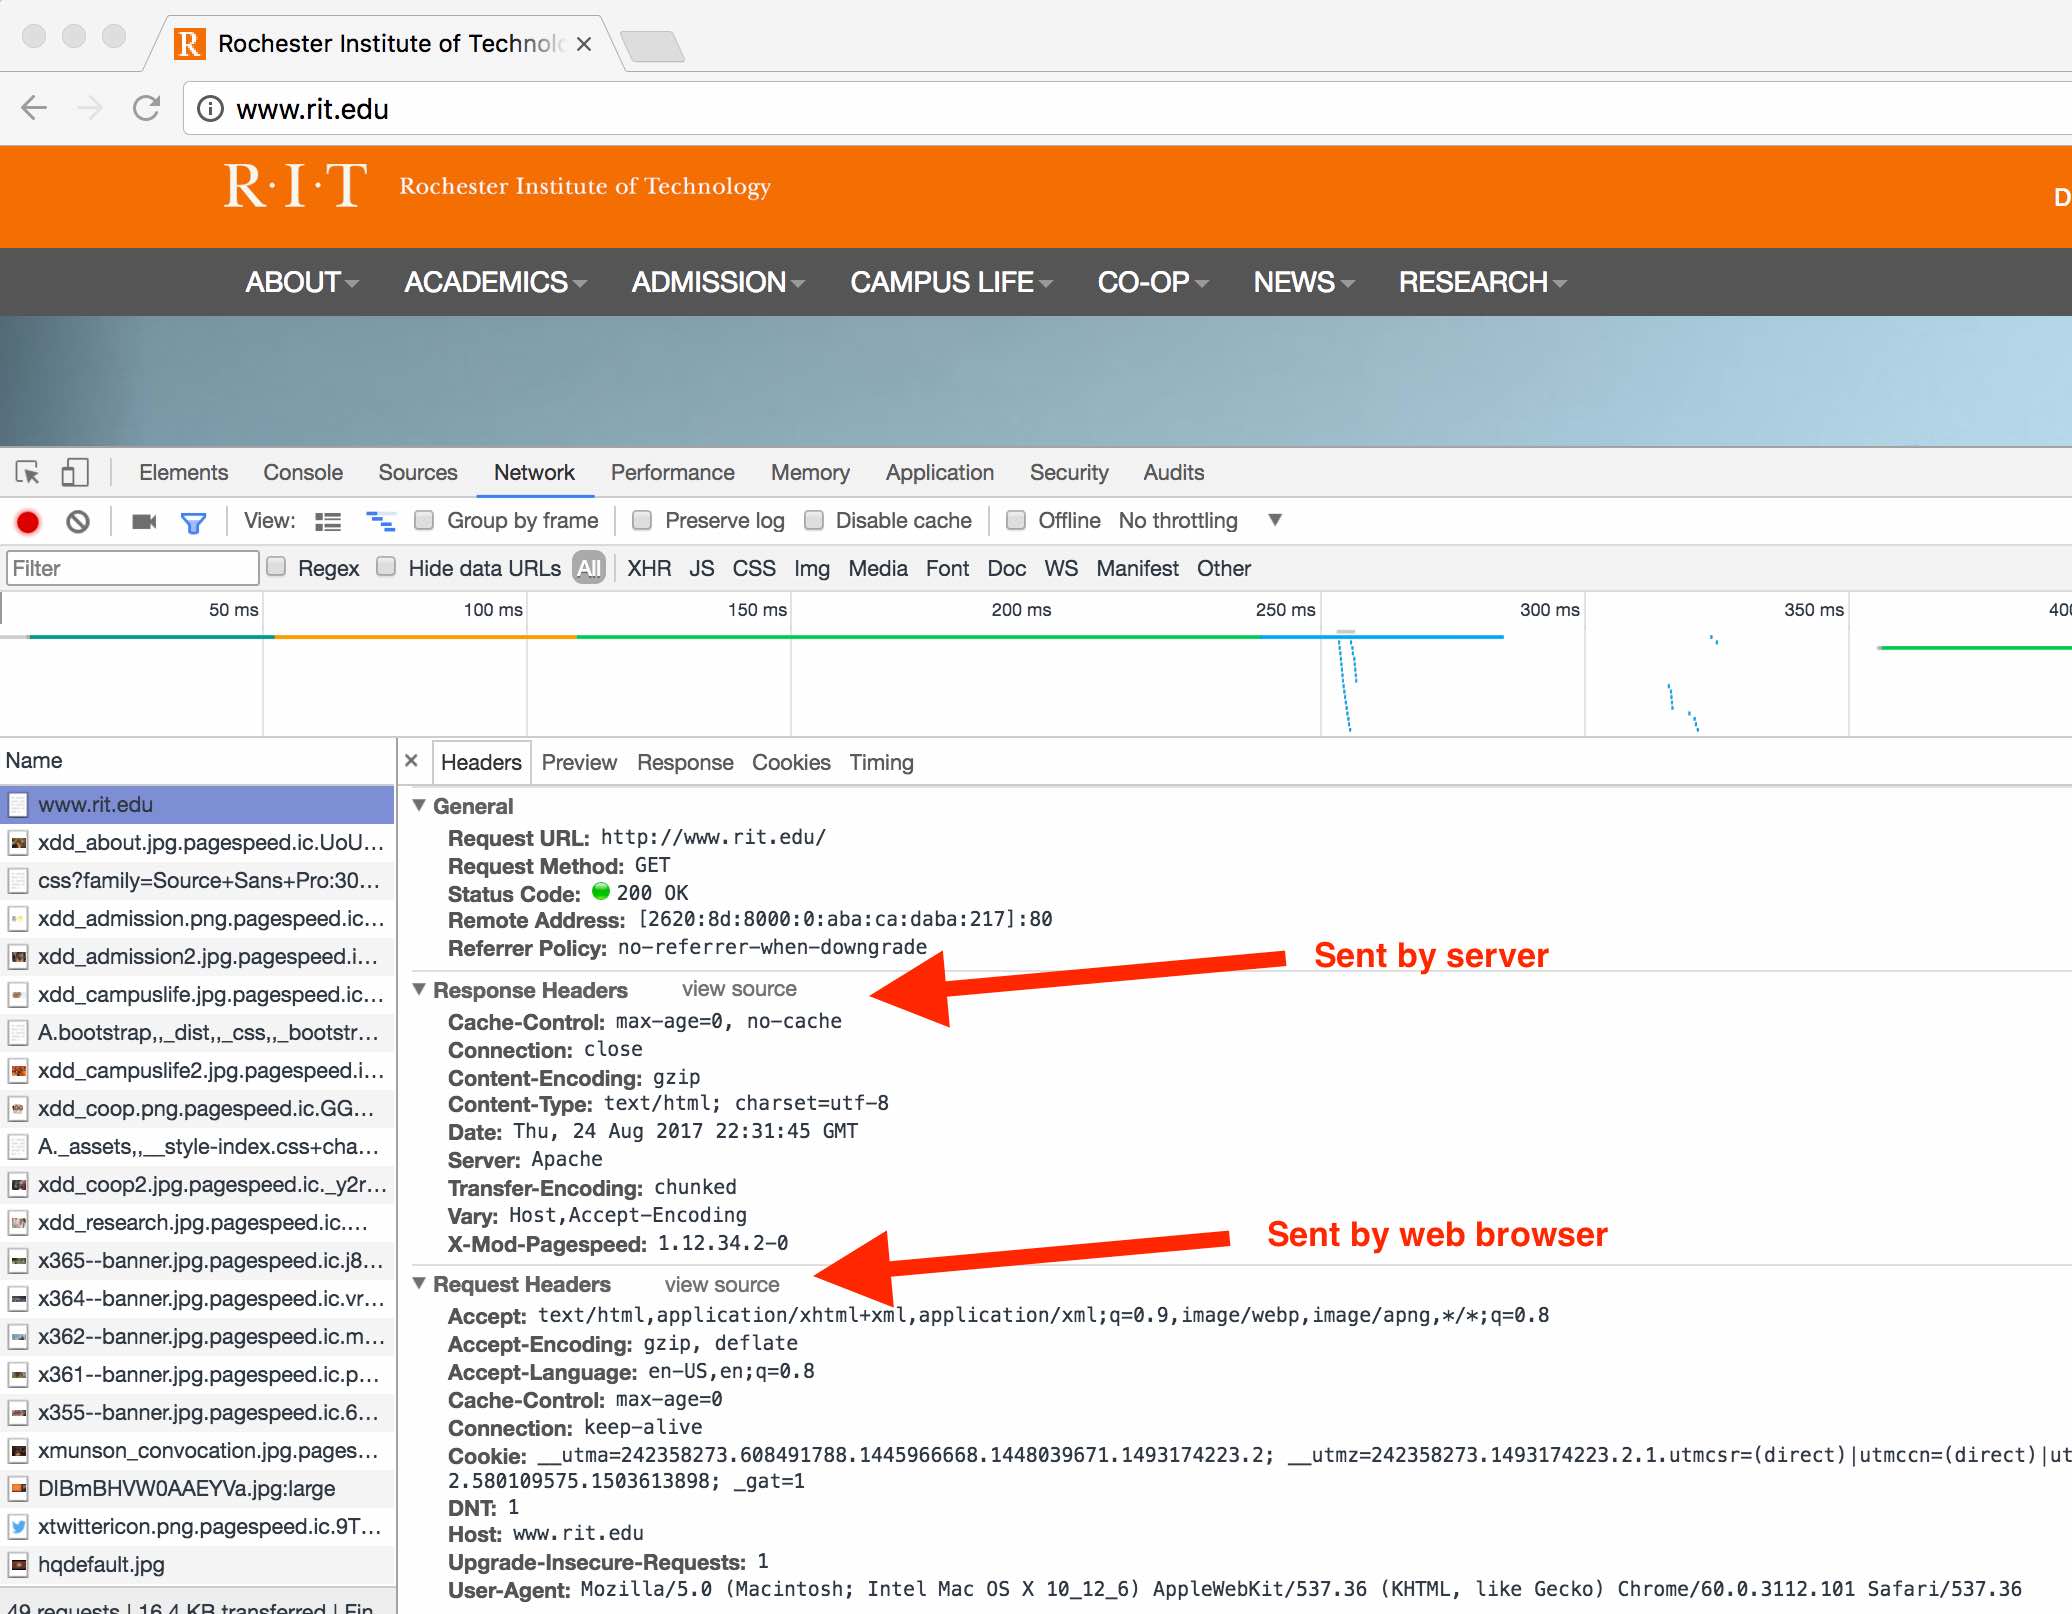 Rochester Institute of Technolo
www.rit.edu
R·I·T Rochester Institute of Technology
D
ABOUT ACADEMICS ADMISSION CAMPUS LIFE CO-OP NEWS RESEARCH
Elements Console Sources Network Performance Memory Application Security Audits
View: Group by frame Preserve log Disable cache Offline No throttling
Filter Regex Hide data URLs All XHR JS CSS Img Media Font Doc WS Manifest Other
50 ms 100 ms 150 ms 200 ms 250 ms 300 ms 350 ms 400
Name
www.rit.edu
xdd_about.jpg.pagespeed.ic.UoU...
css?family=Source+Sans+Pro:30...
xdd_admission.png.pagespeed.ic...
xdd_admission2.jpg.pagespeed.i...
xdd_campuslife.jpg.pagespeed.ic...
A.bootstrap,,_dist,,_css,,_bootstr...
xdd_campuslife2.jpg.pagespeed.i...
xdd_coop.png.pagespeed.ic.GG...
A._assets,,__style-index.css+cha...
xdd_coop2.jpg.pagespeed.ic._y2r...
xdd_research.jpg.pagespeed.ic....
x365--banner.jpg.pagespeed.ic.j8...
x364--banner.jpg.pagespeed.ic.vr...
x362--banner.jpg.pagespeed.ic.m...
x361--banner.jpg.pagespeed.ic.p...
x355--banner.jpg.pagespeed.ic.6...
xmunson_convocation.jpg.pages...
DIBmBHVW0AAEYVa.jpg:large
xtwittericon.png.pagespeed.ic.9T...
hqdefault.jpg
49 requests | 16.4 KB transferred | Fin
Headers Preview Response Cookies Timing
General
Request URL: http://www.rit.edu/
Request Method: GET
Status Code: 200 OK
Remote Address: [2620:8d:8000:0:aba:ca:daba:217]:80
Referrer Policy: no-referrer-when-downgrade
Sent by server
Response Headers view source
Cache-Control: max-age=0, no-cache
Connection: close
Content-Encoding: gzip
Content-Type: text/html; charset=utf-8
Date: Thu, 24 Aug 2017 22:31:45 GMT
Server: Apache
Transfer-Encoding: chunked
Vary: Host,Accept-Encoding
X-Mod-Pagespeed: 1.12.34.2-0
Sent by web browser
Request Headers view source
Accept: text/html,application/xhtml+xml,application/xml;q=0.9,image/webp,image/apng,*/*;q=0.8
Accept-Encoding: gzip, deflate
Accept-Language: en-US,en;q=0.8
Cache-Control: max-age=0
Connection: keep-alive
Cookie: __utma=242358273.608491788.1445966668.1448039671.1493174223.2; __utmz=242358273.1493174223.2.1.utmcsr=(direct)|utmccn=(direct)|ut
2.580109575.1503613898; _gat=1
DNT: 1
Host: www.rit.edu
Upgrade-Insecure-Requests: 1
User-Agent: Mozilla/5.0 (Macintosh; Intel Mac OS X 10_12_6) AppleWebKit/537.36 (KHTML, like Gecko) Chrome/60.0.3112.101 Safari/537.36